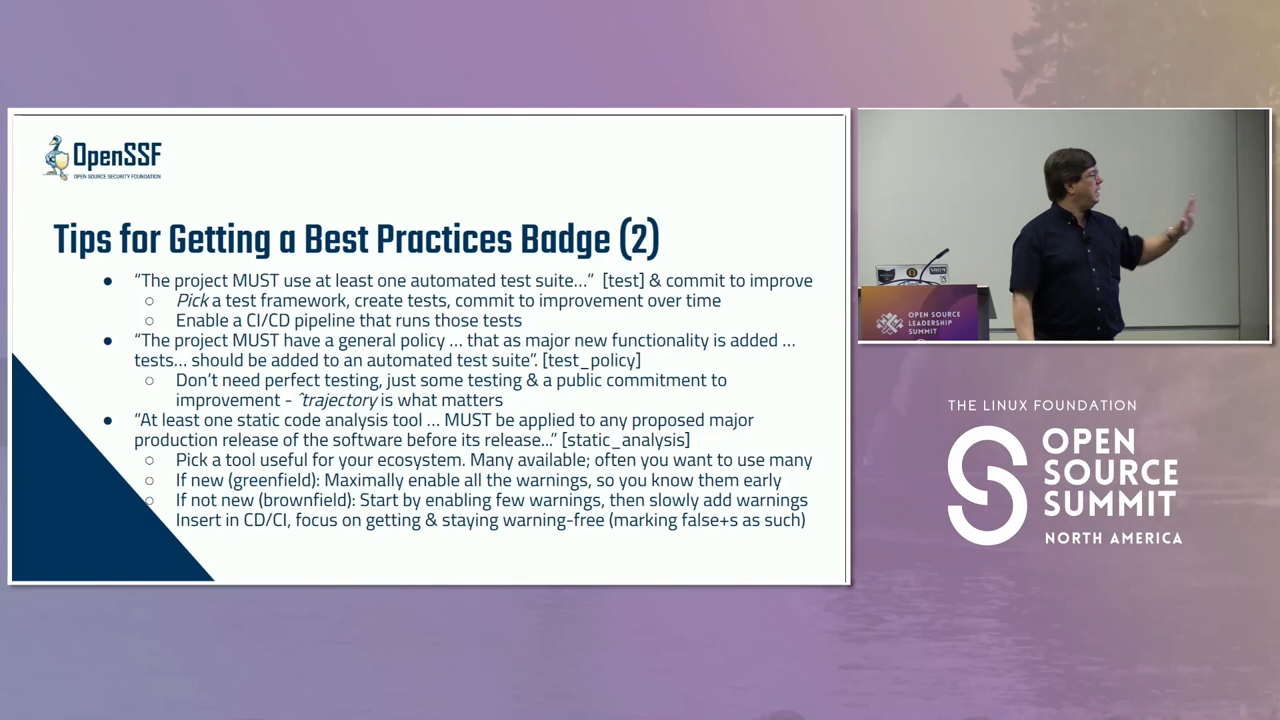 OpenSSF
OPEN SOURCE SECURITY FOUNDATION
Tips for Getting a Best Practices Badge (2)
● “The project MUST use at least one automated test suite...” [test] & commit to improve
○ Pick a test framework, create tests, commit to improvement over time
○ Enable a CI/CD pipeline that runs those tests
● “The project MUST have a general policy … that as major new functionality is added …
tests… should be added to an automated test suite”. [test_policy]
○ Don’t need perfect testing, just some testing & a public commitment to
improvement - ˆtrajectory is what matters
● “At least one static code analysis tool … MUST be applied to any proposed major
production release of the software before its release...” [static_analysis]
○ Pick a tool useful for your ecosystem. Many available; often you want to use many
○ If new (greenfield): Maximally enable all the warnings, so you know them early
○ If not new (brownfield): Start by enabling few warnings, then slowly add warnings
Insert in CD/CI, focus on getting & staying warning-free (marking false+s as such)
OPEN SOURCE
LEADERSHIP
SUMMIT
THE LINUX FOUNDATION
OPEN
SOURCE
SUMMIT
NORTH AMERICA